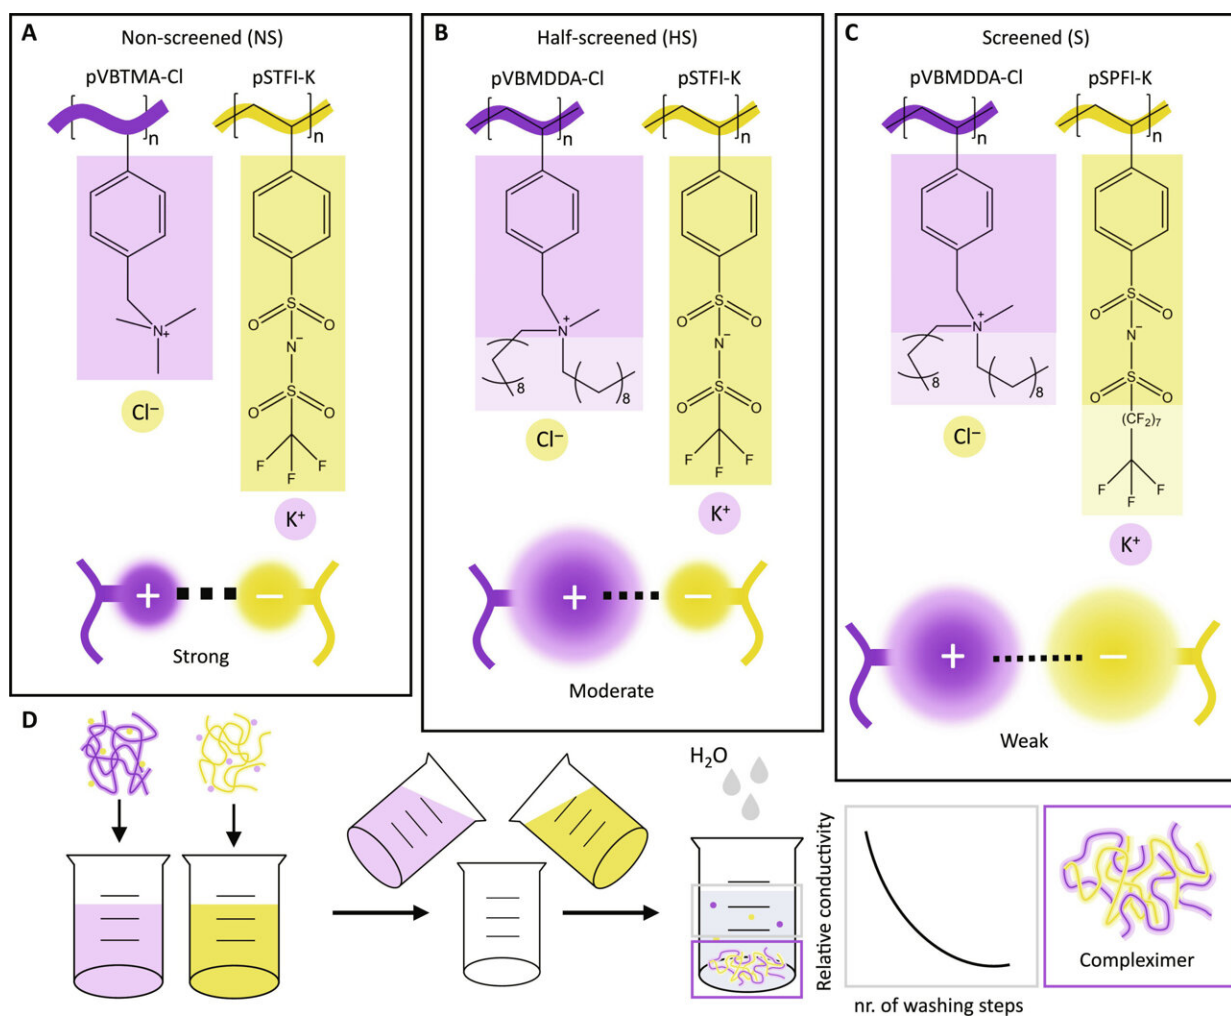 A
Non-screened (NS)
pVBTMA-Cl
pSTFI-K
n
n
N
+
Cl–
S
O
O
N–
S
O
O
F
F
F
K+
+
–
Strong
B
Half-screened (HS)
pVBMDDA-Cl
pSTFI-K
n
n
N
+
8
8
Cl–
S
O
O
N–
S
O
O
F
F
F
K+
+
–
Moderate
C
Screened (S)
pVBMDDA-Cl
pSPFI-K
n
n
N
+
8
8
Cl–
S
O
O
N–
S
O
O
(CF2)7
F
F
F
K+
+
–
Weak
D
H2O
Relative conductivity
nr. of washing steps
Compleximer